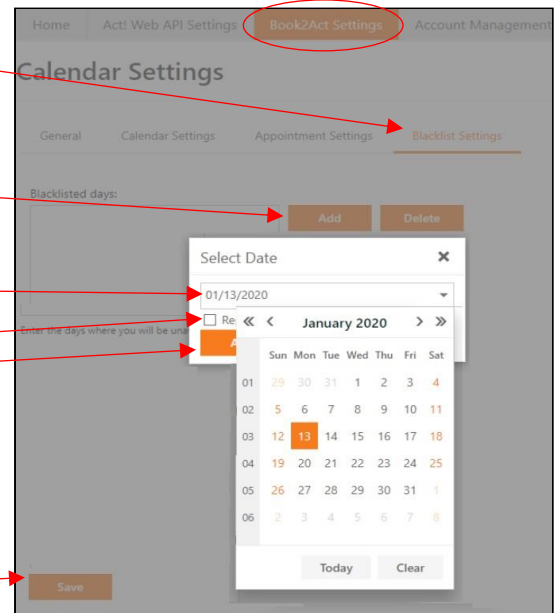 Home Act! Web API Settings Book2Act Settings Account Management
Calendar Settings
General Calendar Settings Appointment Settings Blacklist Settings
Blacklisted days:
Add Delete
Select Date
01/13/2020
Re
Enter the days where you will be una
A
« < January 2020 > »
Sun Mon Tue Wed Thu Fri Sat
01 29 30 31 1 2 3 4
02 5 6 7 8 9 10 11
03 12 13 14 15 16 17 18
04 19 20 21 22 23 24 25
05 26 27 28 29 30 31 1
06 2 3 4 5 6 7 8
Today Clear
Save